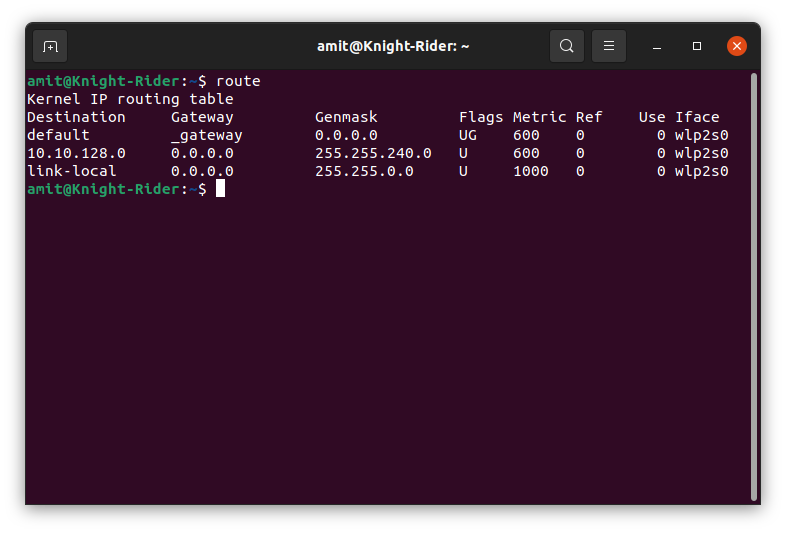 amit@Knight-Rider: ~
amit@Knight-Rider:~$ route
Kernel IP routing table
Destination     Gateway         Genmask         Flags Metric Ref    Use Iface
default         _gateway        0.0.0.0         UG    600    0        0 wlp2s0
10.10.128.0     0.0.0.0         255.255.240.0   U     600    0        0 wlp2s0
link-local      0.0.0.0         255.255.0.0     U     1000   0        0 wlp2s0
amit@Knight-Rider:~$